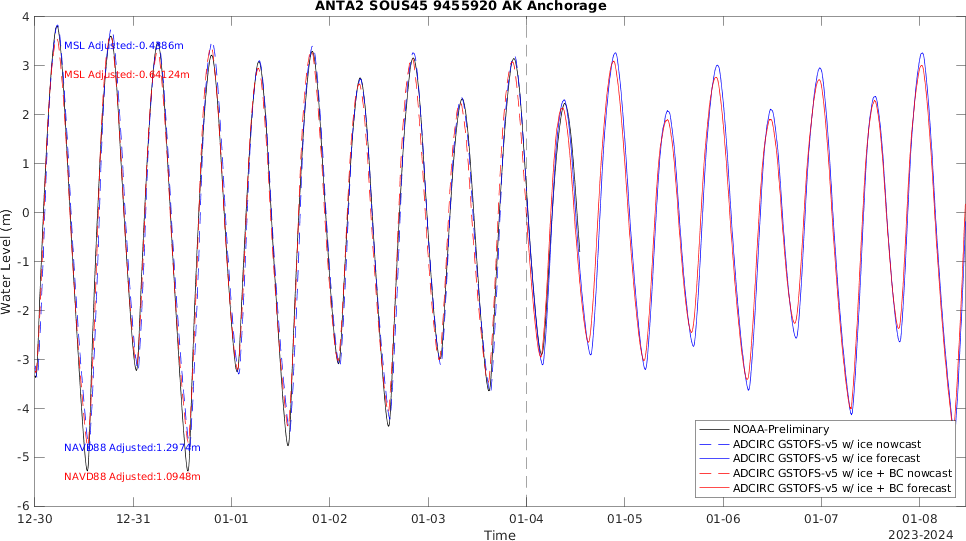 ANTA2 SOUS45 9455920 AK Anchorage
4
3
2
1
0
-1
-2
-3
-4
-5
-6
Water Level (m)
MSL Adjusted:-0.4386m
MSL Adjusted:-0.64124m
NAVD88 Adjusted:1.2974m
NAVD88 Adjusted:1.0948m
NOAA-Preliminary
ADCIRC GSTOFS-v5 w/ ice nowcast
ADCIRC GSTOFS-v5 w/ ice forecast
ADCIRC GSTOFS-v5 w/ ice + BC nowcast
ADCIRC GSTOFS-v5 w/ ice + BC forecast
12-30 12-31 01-01 01-02 01-03 01-04 01-05 01-06 01-07 01-08
Time
2023-2024